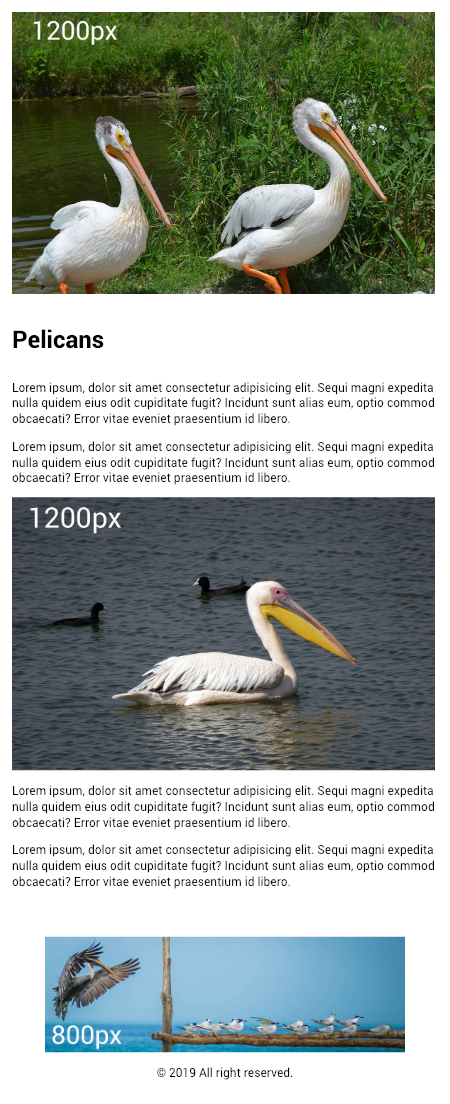 1200px
Pelicans
Lorem ipsum, dolor sit amet consectetur adipisicing elit. Sequi magni expedita
nulla quidem eius odit cupiditate fugit? Incidunt sunt alias eum, optio commod
obcaecati? Error vitae eveniet praesentium id libero.
Lorem ipsum, dolor sit amet consectetur adipisicing elit. Sequi magni expedita
nulla quidem eius odit cupiditate fugit? Incidunt sunt alias eum, optio commod
obcaecati? Error vitae eveniet praesentium id libero.
1200px
Lorem ipsum, dolor sit amet consectetur adipisicing elit. Sequi magni expedita
nulla quidem eius odit cupiditate fugit? Incidunt sunt alias eum, optio commod
obcaecati? Error vitae eveniet praesentium id libero.
Lorem ipsum, dolor sit amet consectetur adipisicing elit. Sequi magni expedita
nulla quidem eius odit cupiditate fugit? Incidunt sunt alias eum, optio commod
obcaecati? Error vitae eveniet praesentium id libero.
800px
© 2019 All right reserved.